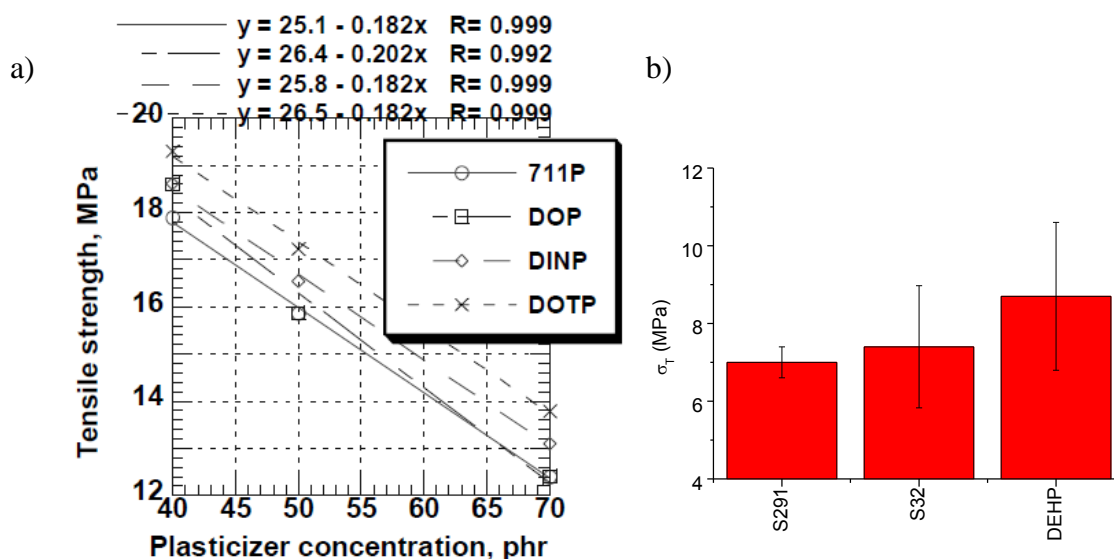 a)
y = 25.1 - 0.182x R= 0.999
y = 26.4 - 0.202x R= 0.992
y = 25.8 - 0.182x R= 0.999
y = 26.5 - 0.182x R= 0.999
Tensile strength, MPa
20
18
16
14
12
40 45 50 55 60 65 70
Plasticizer concentration, phr
711P
DOP
DINP
DOTP
b)
σT (MPa)
12
10
8
6
4
S291 S32 DEHP